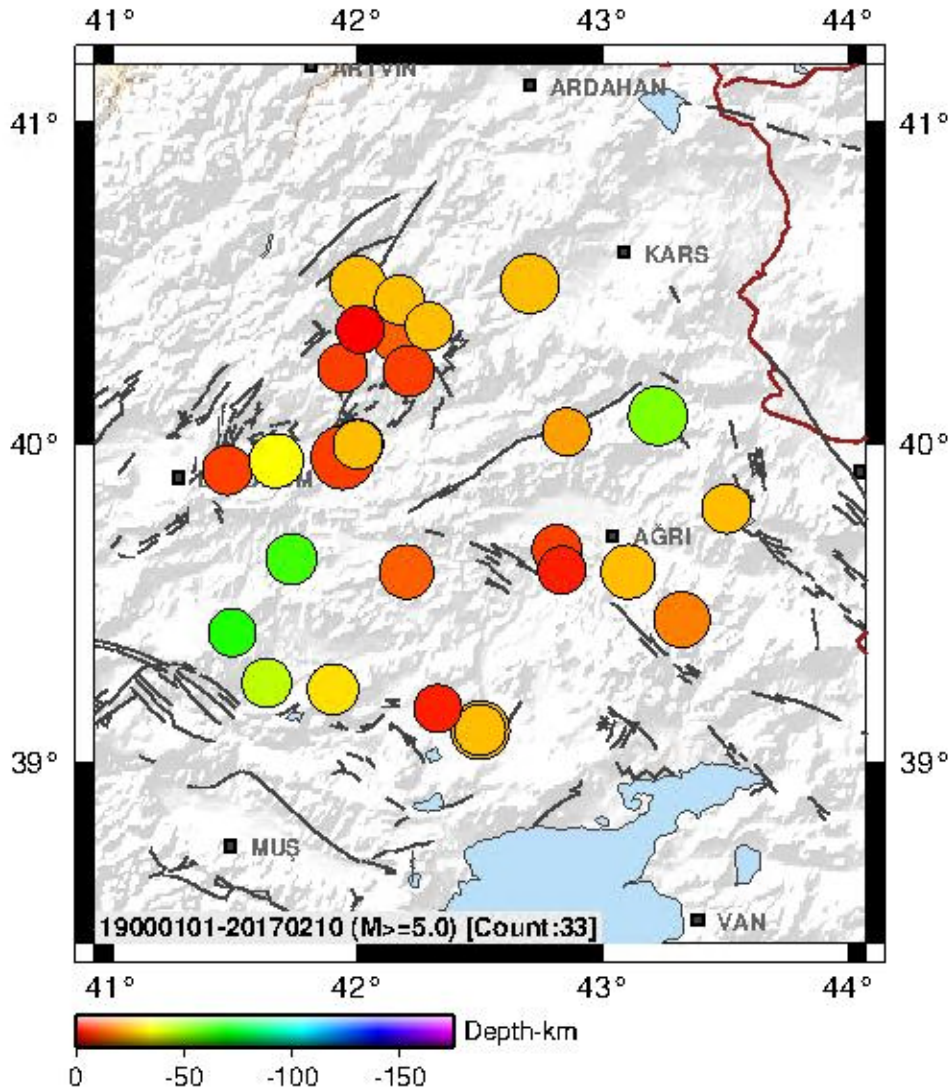 41° 42° 43° 44°
ARTVIN
ARDAHAN
41° 41°
KARS
40° 40°
M
AĞRI
39° 39°
MUŞ
19000101-20170210 (M>=5.0) [Count:33]
VAN
41° 42° 43° 44°
Depth-km
0 -50 -100 -150